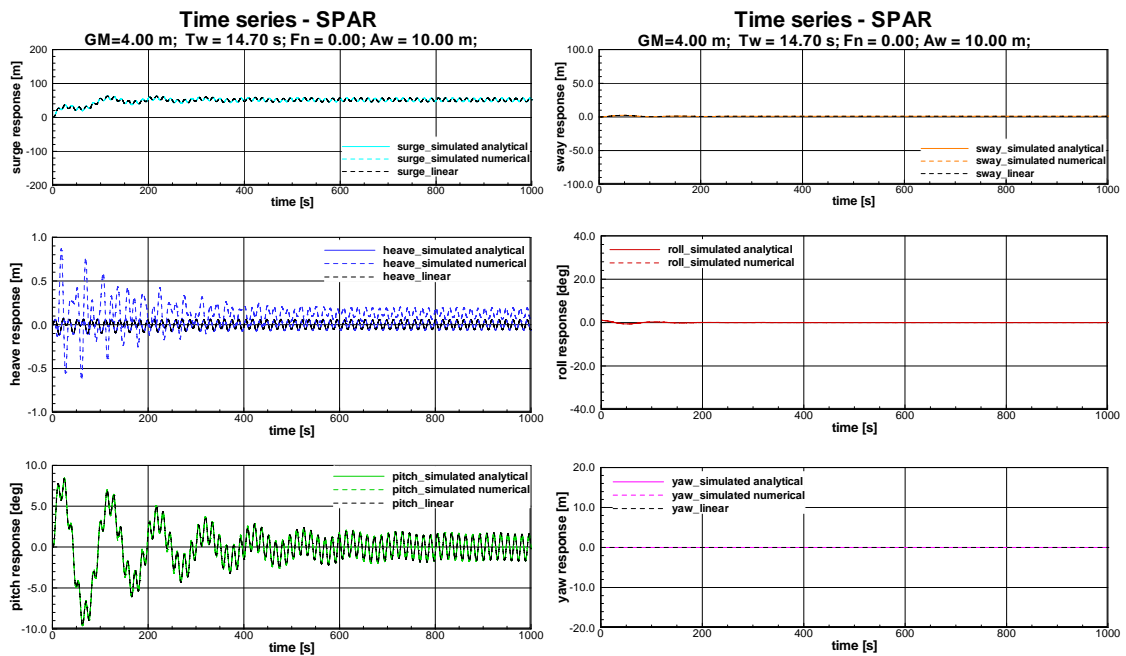 Time series - SPAR
GM=4.00 m; Tw = 14.70 s; Fn = 0.00; Aw = 10.00 m;
surge response [m]
200
100
0
-100
-200
surge_simulated analytical
surge_simulated numerical
surge_linear
0 200 400 600 800 1000
time [s]
heave response [m]
1.0
0.5
0.0
-0.5
-1.0
heave_simulated analytical
heave_simulated numerical
heave_linear
0 200 400 600 800 1000
time [s]
pitch response [deg]
10.0
5.0
0.0
-5.0
-10.0
pitch_simulated analytical
pitch_simulated numerical
pitch_linear
0 200 400 600 800 1000
time [s]
Time series - SPAR
GM=4.00 m; Tw = 14.70 s; Fn = 0.00; Aw = 10.00 m;
sway response [m]
100.0
50.0
0.0
-50.0
-100.0
sway_simulated analytical
sway_simulated numerical
sway_linear
0 200 400 600 800 1000
time [s]
roll response [deg]
40.0
20.0
0.0
-20.0
-40.0
roll_simulated analytical
roll_simulated numerical
0 200 400 600 800 1000
time [s]
yaw response [m]
20.0
10.0
0.0
-10.0
-20.0
yaw_simulated analytical
yaw_simulated numerical
yaw_linear
0 200 400 600 800 1000
time [s]